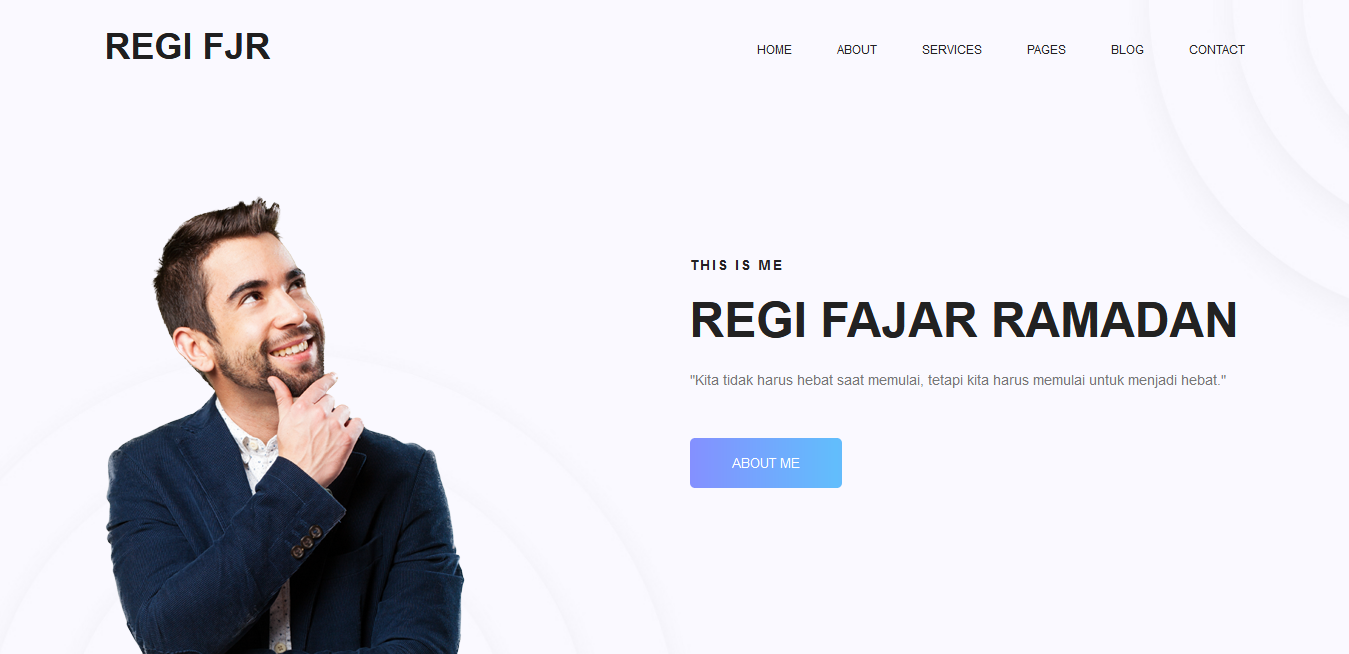 REGI FJR
HOME ABOUT SERVICES PAGES BLOG CONTACT
THIS IS ME
REGI FAJAR RAMADAN
"Kita tidak harus hebat saat memulai, tetapi kita harus memulai untuk menjadi hebat."
ABOUT ME